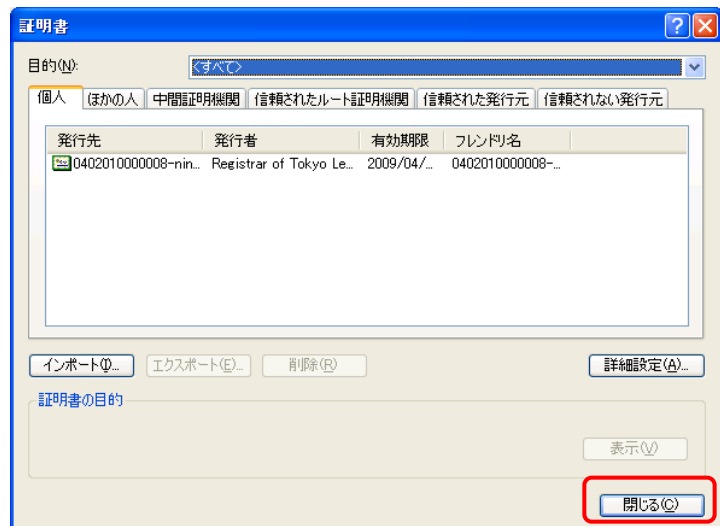 証明書
目的(N): <すべて>
個人 ほかの人 中間証明機関 信頼されたルート証明機関 信頼された発行元 信頼されない発行元
発行先 発行者 有効期限 フレンドリ名
0402010000008-nin... Registrar of Tokyo Le... 2009/04/... 0402010000008-...
インポート(I)... エクスポート(E)... 削除(R) 詳細設定(A)...
証明書の目的
表示(V)
閉じる(C)